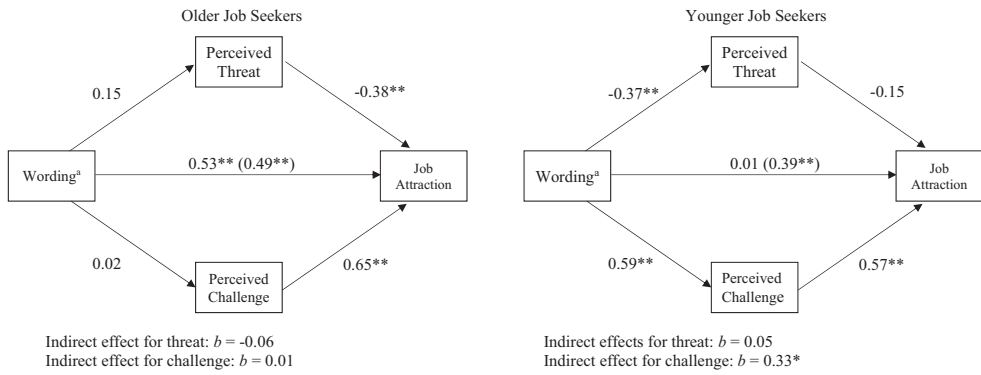 Older Job Seekers
Perceived
Threat
0.15
-0.38**
Wordingᵃ
0.53** (0.49**)
Job
Attraction
0.02
0.65**
Perceived
Challenge
Indirect effect for threat: b = -0.06
Indirect effect for challenge: b = 0.01
Younger Job Seekers
Perceived
Threat
-0.37**
-0.15
Wordingᵃ
0.01 (0.39**)
Job
Attraction
0.59**
0.57**
Perceived
Challenge
Indirect effects for threat: b = 0.05
Indirect effect for challenge: b = 0.33*